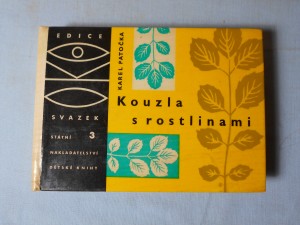 EDICE
OKO
SVAZEK
3
STÁTNÍ
NAKLADATELSTVÍ
DĚTSKÉ KNIHY
KAREL PATOČKA
Kouzla
s rostlinami